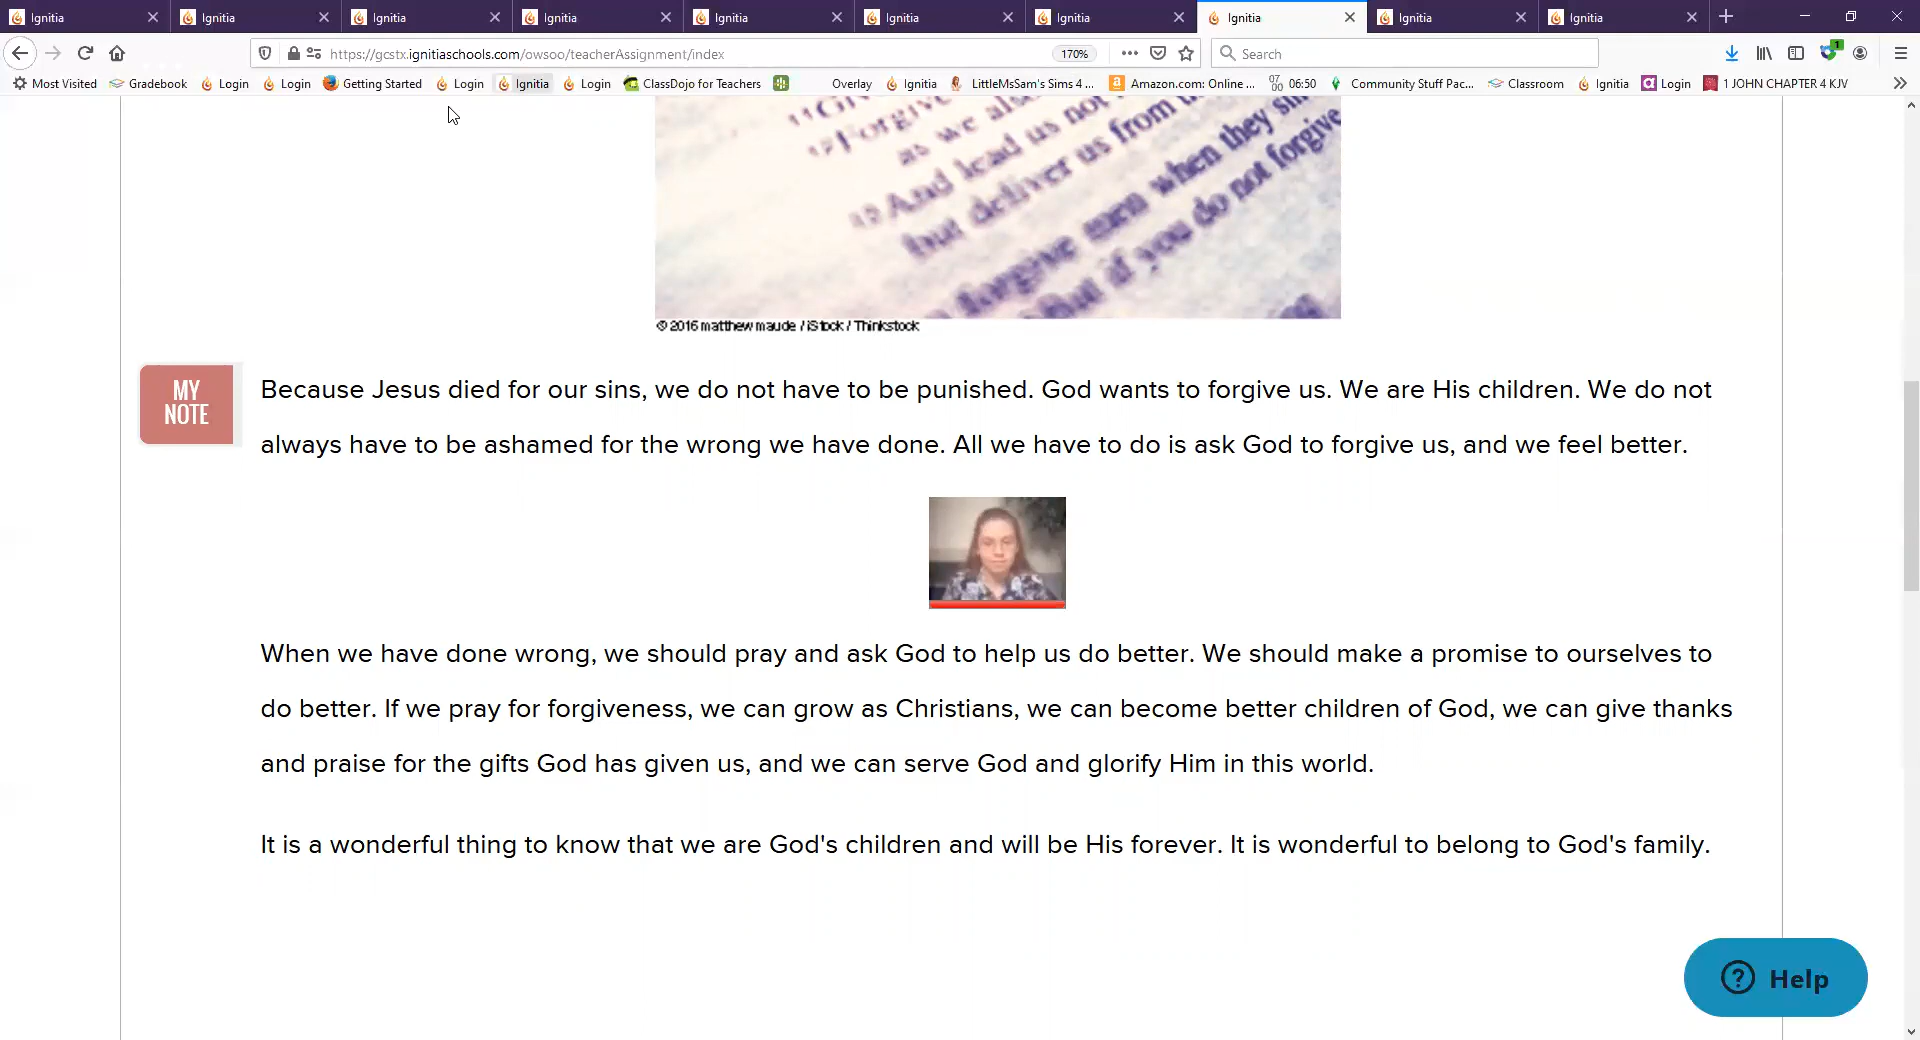 Ignitia Ignitia Ignitia Ignitia Ignitia Ignitia Ignitia Ignitia Ignitia Ignitia
https://gcstx.ignitiaschools.com/owsoo/teacherAssignment/index 170% Search
Most Visited Gradebook Login Login Getting Started Login Ignitia Login ClassDojo for Teachers Overlay Ignitia LittleMsSam's Sims 4 ... Amazon.com: Online ... 06:50 Community Stuff Pac... Classroom Ignitia Login 1 JOHN CHAPTER 4 KJV
as we also
And lead us not
but deliver us from
forgive men when they sin
But if you do not forgive
© 2016 matthew maude / iStock / Thinkstock
MY
NOTE
Because Jesus died for our sins, we do not have to be punished. God wants to forgive us. We are His children. We do not
always have to be ashamed for the wrong we have done. All we have to do is ask God to forgive us, and we feel better.
When we have done wrong, we should pray and ask God to help us do better. We should make a promise to ourselves to
do better. If we pray for forgiveness, we can grow as Christians, we can become better children of God, we can give thanks
and praise for the gifts God has given us, and we can serve God and glorify Him in this world.
It is a wonderful thing to know that we are God's children and will be His forever. It is wonderful to belong to God's family.
Help